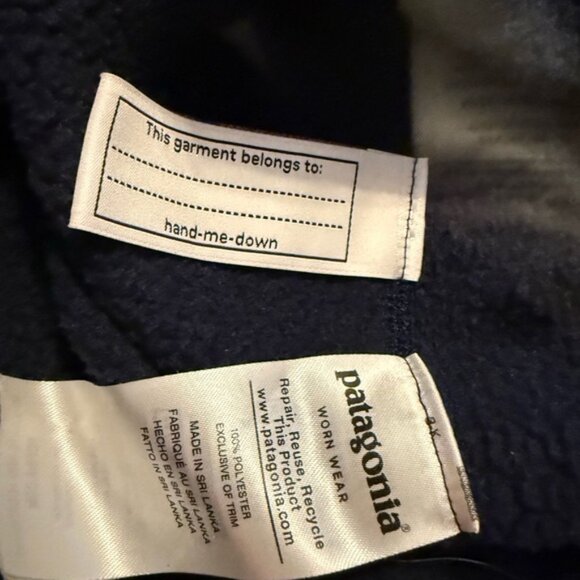 This garment belongs to:
hand-me-down
patagonia®
WORN WEAR
Repair, Reuse, Recycle
This Product
www.patagonia.com
100% POLYESTER
EXCLUSIVE OF TRIM
MADE IN SRI LANKA
FABRIQUÉ AU SRI LANKA
HECHO EN SRI LANKA
FATTO IN SRI LANKA